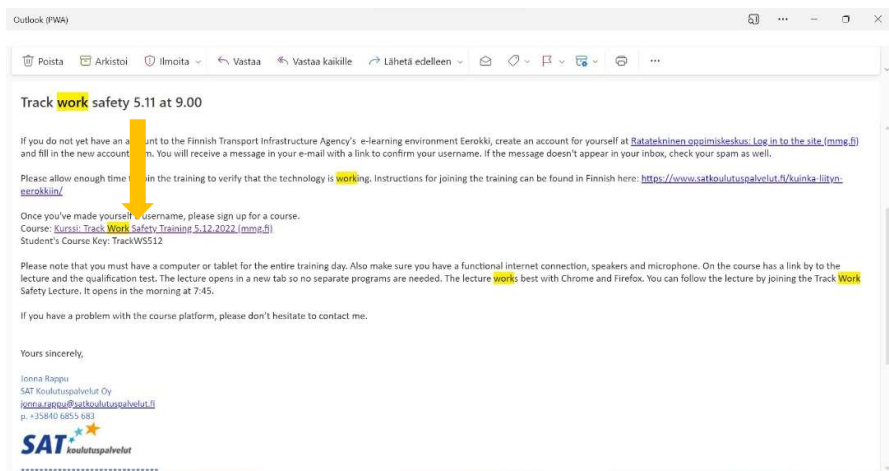 Outlook (PWA)
Poista Arkistoi Ilmoita Vastaa Vastaa kaikille Lähetä edelleen
Track work safety 5.11 at 9.00
If you do not yet have an account to the Finnish Transport Infrastructure Agency's e-learning environment Eerokki, create an account for yourself at Ratatekninen oppimiskeskus: Log in to the site (mmg.fi)
and fill in the new account. You will receive a message in your e-mail with a link to confirm your username. If the message doesn't appear in your inbox, check your spam as well.
Please allow enough time the training to verify that the technology is working. Instructions for joining the training can be found in Finnish here: https://www.satkoulutuspalvelut.fi/kuinka-liityn-
eerokkiin/
Once you've made yourself username, please sign up for a course.
Course: Kurssi: Track Work Safety Training 5.12.2022 (mmg.fi)
Student's Course Key: TrackWS512
Please note that you must have a computer or tablet for the entire training day. Also make sure you have a functional internet connection, speakers and microphone. On the course has a link by to the
lecture and the qualification test. The lecture opens in a new tab so no separate programs are needed. The lecture works best with Chrome and Firefox. You can follow the lecture by joining the Track Work
Safety Lecture. It opens in the morning at 7:45.
If you have a problem with the course platform, please don't hesitate to contact me.
Yours sincerely,
Jonna Rappu
SAT Koulutuspalvelut Oy
jonna.rappu@satkoulutuspalvelut.fi
p. +35840 6855 683
SAT koulutuspalvelut